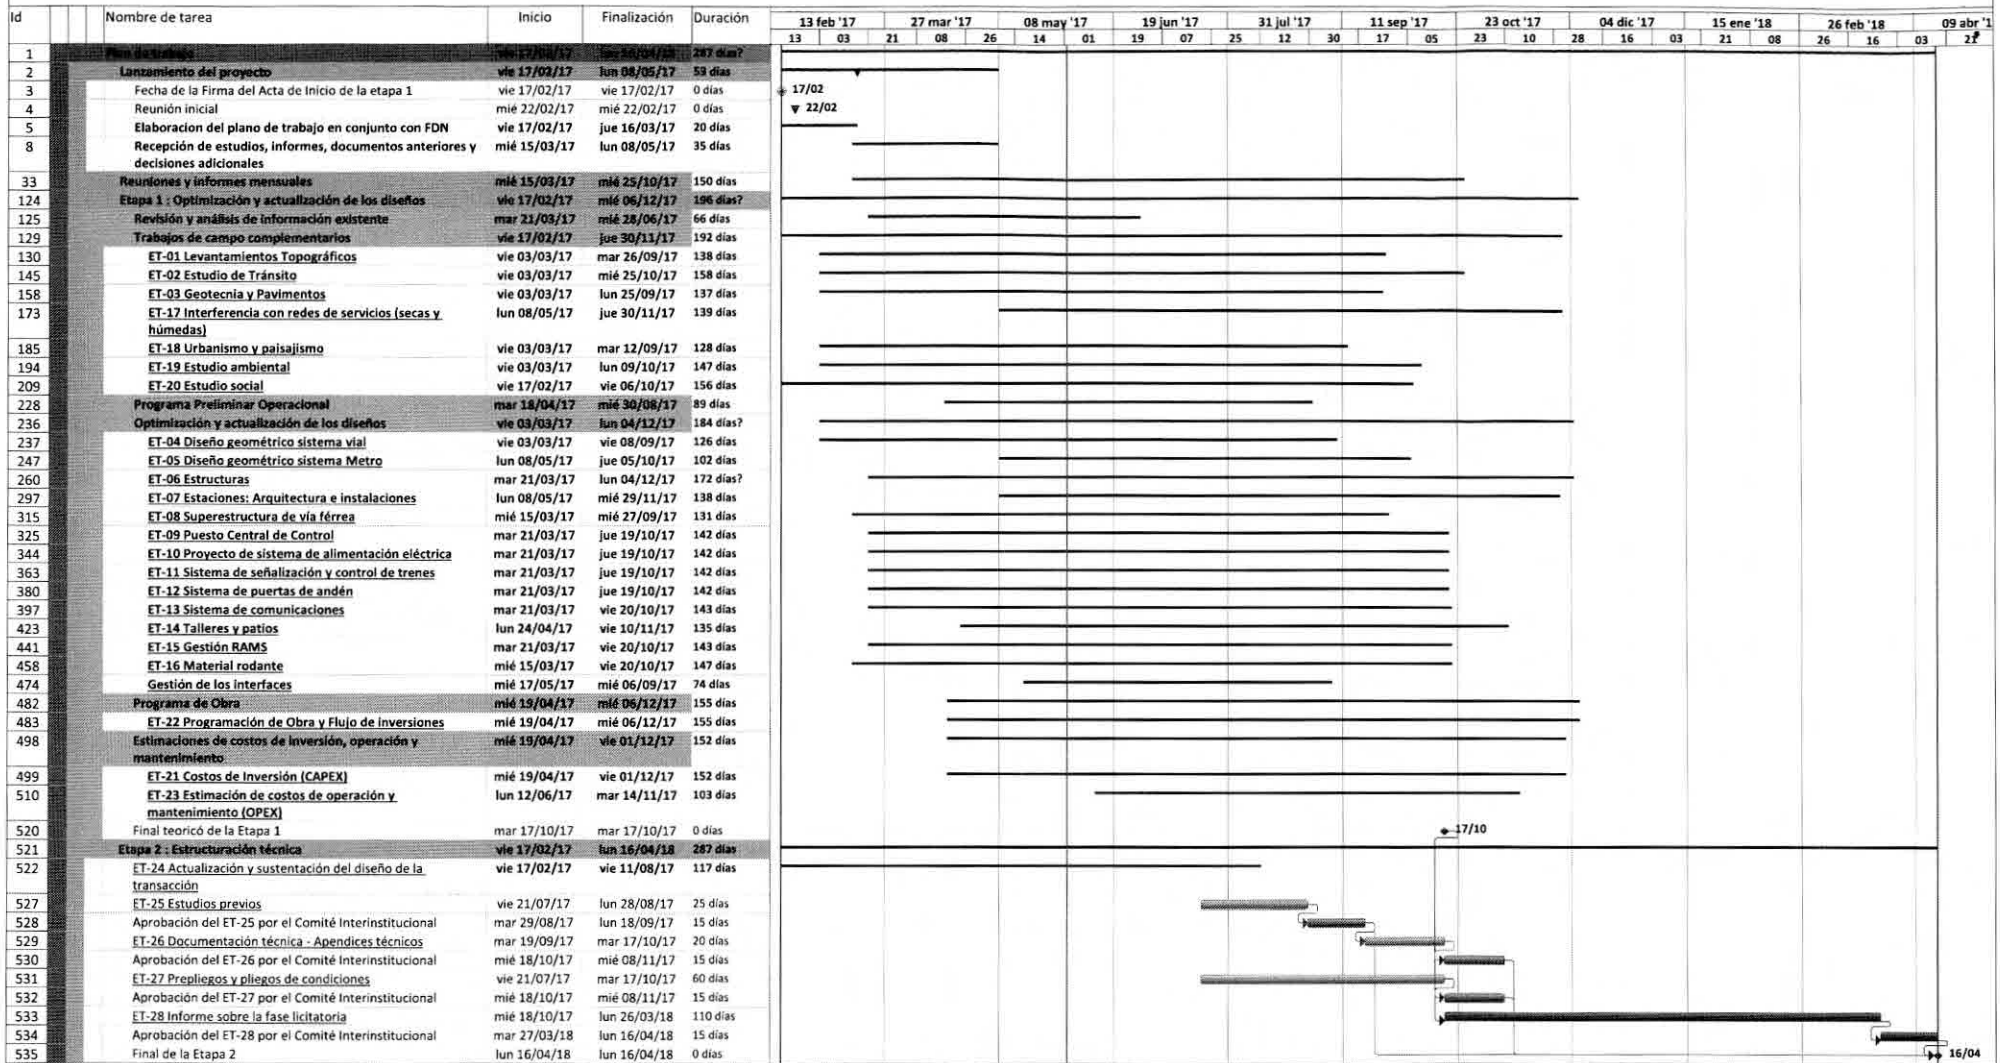 Id Nombre de tarea Inicio Finalización Duración
13 feb '17 27 mar '17 08 may '17 19 jun '17 31 jul '17 11 sep '17 23 oct '17 04 dic '17 15 ene '18 26 feb '18 09 abr '1
13 03 21 08 26 14 01 19 07 25 12 30 17 05 23 10 28 16 03 21 08 26 16 03 21
1 Plan de trabajo vie 17/02/17 lun 16/04/18 287 días?
2 Lanzamiento del proyecto vie 17/02/17 lun 08/05/17 53 días
3 Fecha de la Firma del Acta de Inicio de la etapa 1 vie 17/02/17 vie 17/02/17 0 días 17/02
4 Reunión inicial mié 22/02/17 mié 22/02/17 0 días 22/02
5 Elaboracion del plano de trabajo en conjunto con FDN vie 17/02/17 jue 16/03/17 20 días
8 Recepción de estudios, informes, documentos anteriores y mié 15/03/17 lun 08/05/17 35 días
decisiones adicionales
33 Reuniones y informes mensuales mié 15/03/17 mié 25/10/17 150 días
124 Etapa 1 : Optimización y actualización de los diseños vie 17/02/17 mié 06/12/17 196 días?
125 Revisión y análisis de información existente mar 21/03/17 mié 28/06/17 66 días
129 Trabajos de campo complementarios vie 17/02/17 jue 30/11/17 192 días
130 ET-01 Levantamientos Topográficos vie 03/03/17 mar 26/09/17 138 días
145 ET-02 Estudio de Tránsito vie 03/03/17 mié 25/10/17 158 días
158 ET-03 Geotecnia y Pavimentos vie 03/03/17 lun 25/09/17 137 días
173 ET-17 Interferencia con redes de servicios (secas y lun 08/05/17 jue 30/11/17 139 días
húmedas)
185 ET-18 Urbanismo y paisajismo vie 03/03/17 mar 12/09/17 128 días
194 ET-19 Estudio ambiental vie 03/03/17 lun 09/10/17 147 días
209 ET-20 Estudio social vie 17/02/17 vie 06/10/17 156 días
228 Programa Preliminar Operacional mar 18/04/17 mié 30/08/17 89 días
236 Optimización y actualización de los diseños vie 03/03/17 lun 04/12/17 184 días?
237 ET-04 Diseño geométrico sistema vial vie 03/03/17 vie 08/09/17 126 días
247 ET-05 Diseño geométrico sistema Metro lun 08/05/17 jue 05/10/17 102 días
260 ET-06 Estructuras mar 21/03/17 lun 04/12/17 172 días?
297 ET-07 Estaciones: Arquitectura e instalaciones lun 08/05/17 mié 29/11/17 138 días
315 ET-08 Superestructura de vía férrea mié 15/03/17 mié 27/09/17 131 días
325 ET-09 Puesto Central de Control mar 21/03/17 jue 19/10/17 142 días
344 ET-10 Proyecto de sistema de alimentación eléctrica mar 21/03/17 jue 19/10/17 142 días
363 ET-11 Sistema de señalización y control de trenes mar 21/03/17 jue 19/10/17 142 días
380 ET-12 Sistema de puertas de andén mar 21/03/17 jue 19/10/17 142 días
397 ET-13 Sistema de comunicaciones mar 21/03/17 vie 20/10/17 143 días
423 ET-14 Talleres y patios lun 24/04/17 vie 10/11/17 135 días
441 ET-15 Gestión RAMS mar 21/03/17 vie 20/10/17 143 días
458 ET-16 Material rodante mié 15/03/17 vie 20/10/17 147 días
474 Gestión de los interfaces mié 17/05/17 mié 06/09/17 74 días
482 Programa de Obra mié 19/04/17 mié 06/12/17 155 días
483 ET-22 Programación de Obra y Flujo de inversiones mié 19/04/17 mié 06/12/17 155 días
498 Estimaciones de costos de inversión, operación y mié 19/04/17 vie 01/12/17 152 días
mantenimiento
499 ET-21 Costos de Inversión (CAPEX) mié 19/04/17 vie 01/12/17 152 días
510 ET-23 Estimación de costos de operación y lun 12/06/17 mar 14/11/17 103 días
mantenimiento (OPEX)
520 Final teoricó de la Etapa 1 mar 17/10/17 mar 17/10/17 0 días 17/10
521 Etapa 2 : Estructuración técnica vie 17/02/17 lun 16/04/18 287 días
522 ET-24 Actualización y sustentación del diseño de la vie 17/02/17 vie 11/08/17 117 días
transacción
527 ET-25 Estudios previos vie 21/07/17 lun 28/08/17 25 días
528 Aprobación del ET-25 por el Comité Interinstitucional mar 29/08/17 lun 18/09/17 15 días
529 ET-26 Documentación técnica - Apendices técnicos mar 19/09/17 mar 17/10/17 20 días
530 Aprobación del ET-26 por el Comité Interinstitucional mié 18/10/17 mié 08/11/17 15 días
531 ET-27 Prepliegos y pliegos de condiciones vie 21/07/17 mar 17/10/17 60 días
532 Aprobación del ET-27 por el Comité Interinstitucional mié 18/10/17 mié 08/11/17 15 días
533 ET-28 Informe sobre la fase licitatoria mié 18/10/17 lun 26/03/18 110 días
534 Aprobación del ET-28 por el Comité Interinstitucional mar 27/03/18 lun 16/04/18 15 días
535 Final de la Etapa 2 lun 16/04/18 lun 16/04/18 0 días 16/04